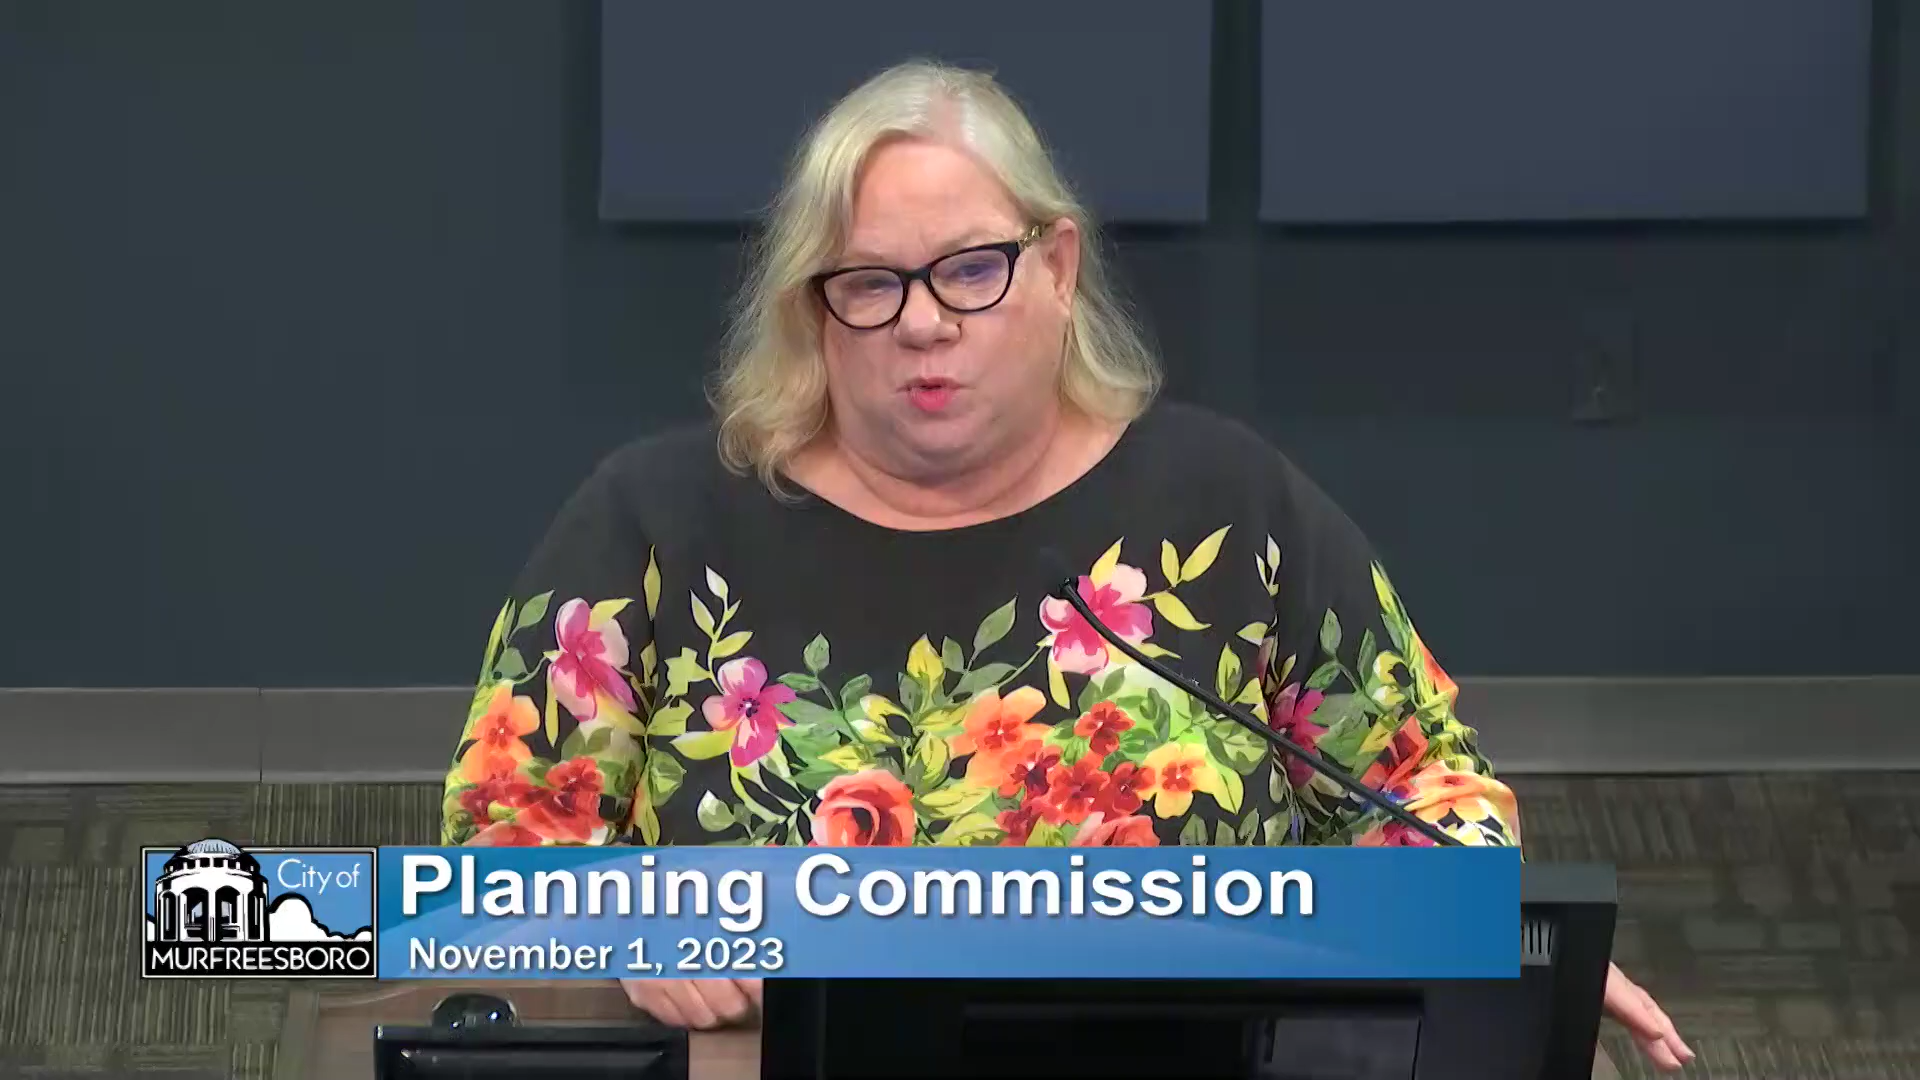 City of
MURFREESBORO
Planning Commission
November 1, 2023